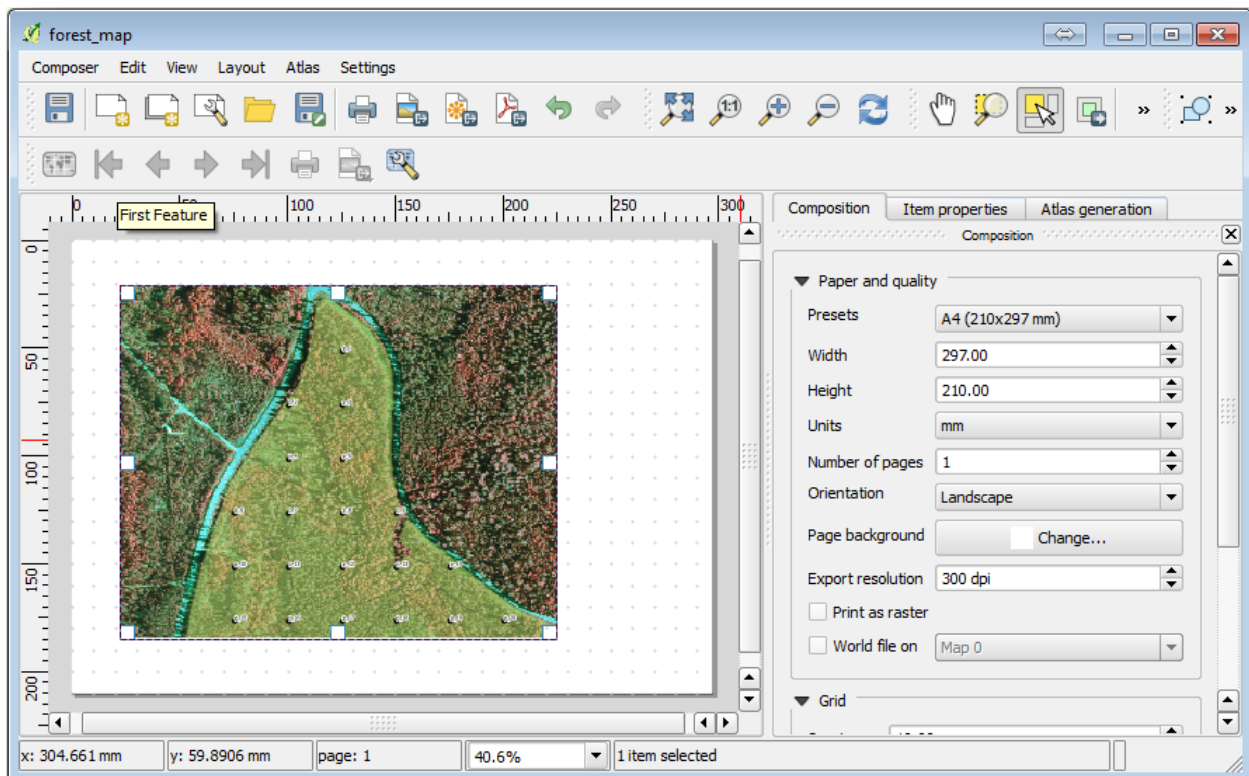 forest_map
Composer Edit View Layout Atlas Settings
1:1
» »
First Feature
0 50 100 150 200 250 300
0
50
100
150
200
Composition Item properties Atlas generation
Composition
Paper and quality
Presets A4 (210x297 mm)
Width 297.00
Height 210.00
Units mm
Number of pages 1
Orientation Landscape
Page background Change...
Export resolution 300 dpi
Print as raster
World file on Map 0
Grid
x: 304.661 mm y: 59.8906 mm page: 1 40.6% 1 item selected